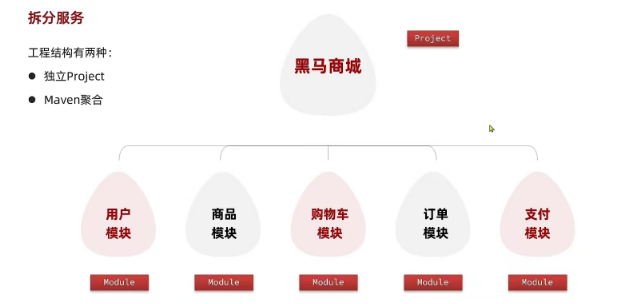 拆分服务
工程结构有两种：
独立Project
Maven聚合
黑马商城
Project
用户
模块
商品
模块
购物车
模块
订单
模块
支付
模块
Module
Module
Module
Module
Module